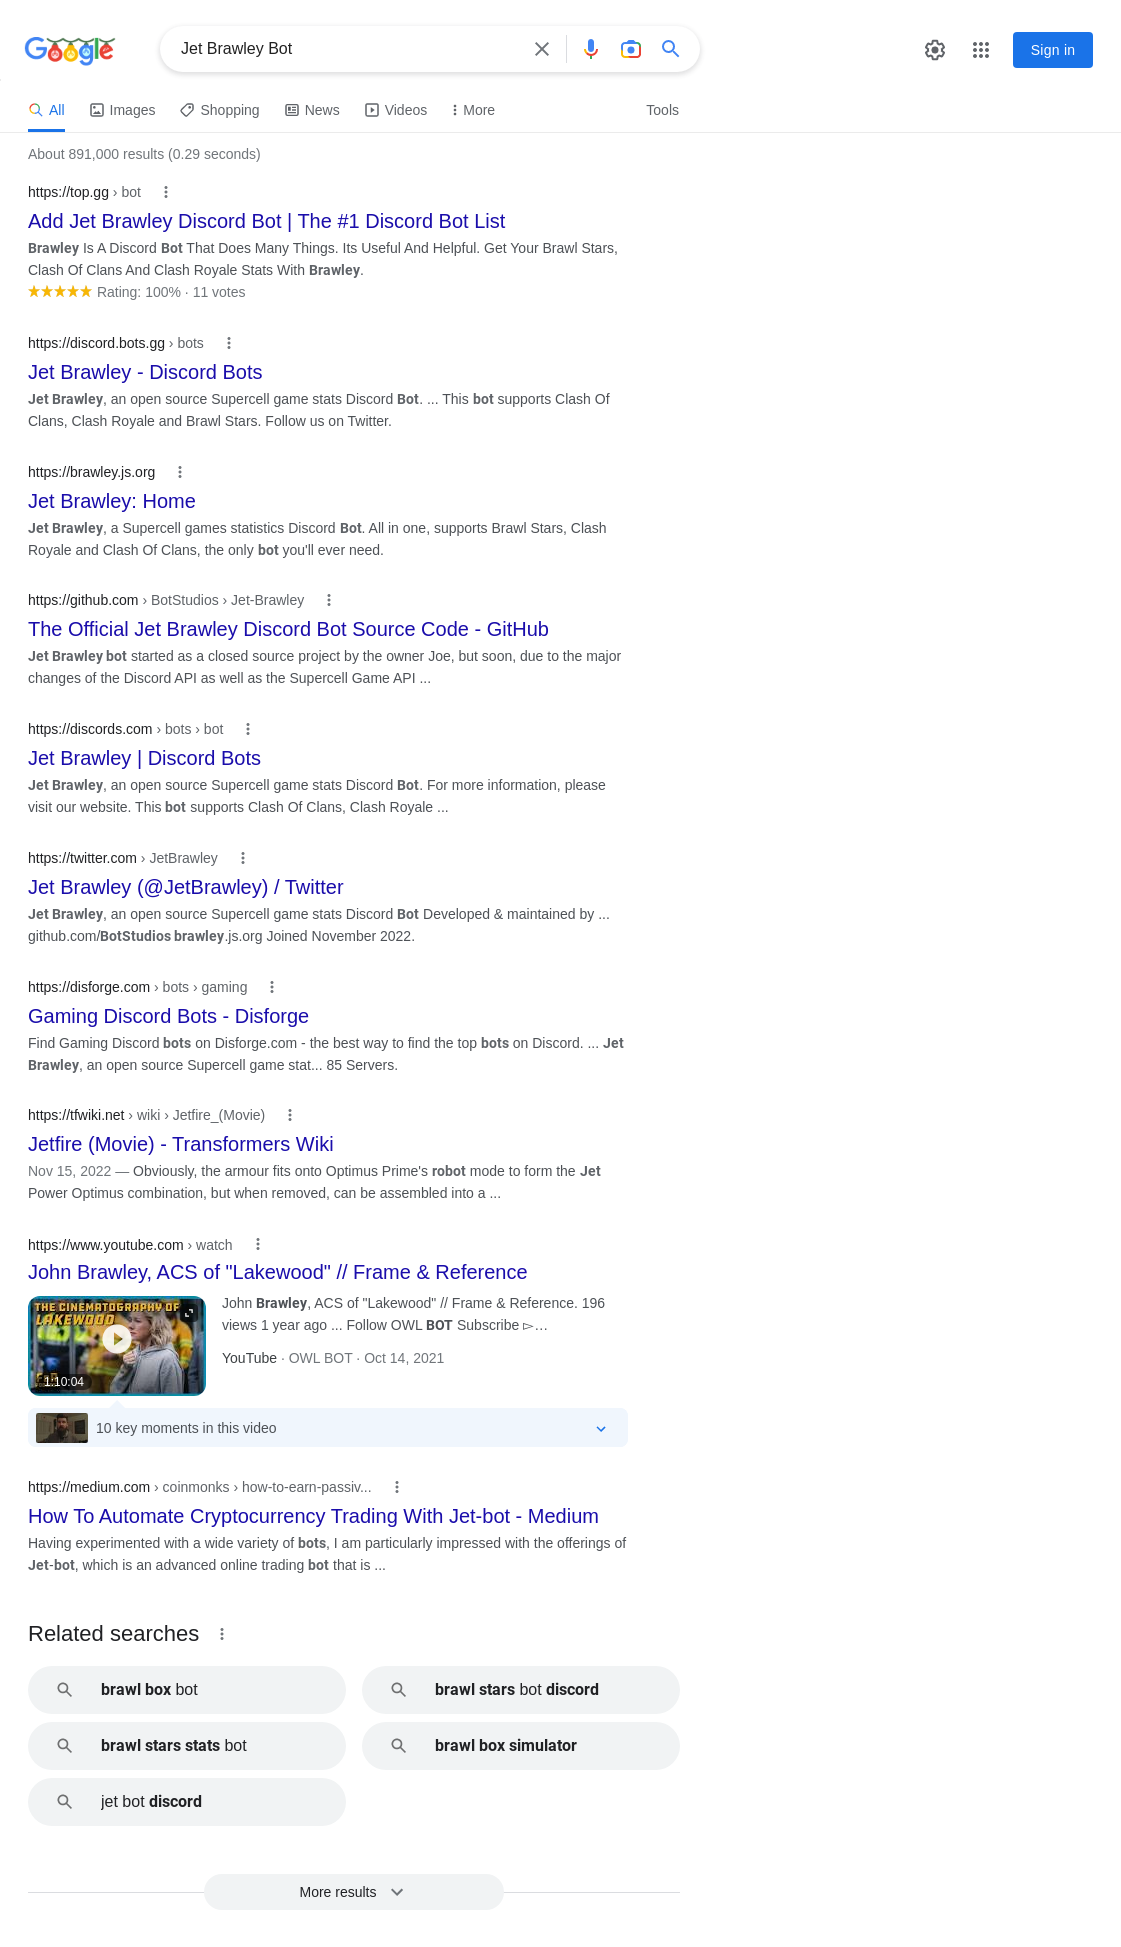 Google
Jet Brawley Bot
Sign in
All
Images
Shopping
News
Videos
More
Tools
About 891,000 results (0.29 seconds)
https://top.gg › bot
Add Jet Brawley Discord Bot | The #1 Discord Bot List
Brawley Is A Discord Bot That Does Many Things. Its Useful And Helpful. Get Your Brawl Stars,
Clash Of Clans And Clash Royale Stats With Brawley.
Rating: 100% · 11 votes
https://discord.bots.gg › bots
Jet Brawley - Discord Bots
Jet Brawley, an open source Supercell game stats Discord Bot. ... This bot supports Clash Of
Clans, Clash Royale and Brawl Stars. Follow us on Twitter.
https://brawley.js.org
Jet Brawley: Home
Jet Brawley, a Supercell games statistics Discord Bot. All in one, supports Brawl Stars, Clash
Royale and Clash Of Clans, the only bot you'll ever need.
https://github.com › BotStudios › Jet-Brawley
The Official Jet Brawley Discord Bot Source Code - GitHub
Jet Brawley bot started as a closed source project by the owner Joe, but soon, due to the major
changes of the Discord API as well as the Supercell Game API ...
https://discords.com › bots › bot
Jet Brawley | Discord Bots
Jet Brawley, an open source Supercell game stats Discord Bot. For more information, please
visit our website. This bot supports Clash Of Clans, Clash Royale ...
https://twitter.com › JetBrawley
Jet Brawley (@JetBrawley) / Twitter
Jet Brawley, an open source Supercell game stats Discord Bot Developed & maintained by ...
github.com/BotStudios brawley.js.org Joined November 2022.
https://disforge.com › bots › gaming
Gaming Discord Bots - Disforge
Find Gaming Discord bots on Disforge.com - the best way to find the top bots on Discord. ... Jet
Brawley, an open source Supercell game stat... 85 Servers.
https://tfwiki.net › wiki › Jetfire_(Movie)
Jetfire (Movie) - Transformers Wiki
Nov 15, 2022 — Obviously, the armour fits onto Optimus Prime's robot mode to form the Jet
Power Optimus combination, but when removed, can be assembled into a ...
https://www.youtube.com › watch
John Brawley, ACS of "Lakewood" // Frame & Reference
THE CINEMATOGRAPHY OF
LAKEWOOD
1:10:04
John Brawley, ACS of "Lakewood" // Frame & Reference. 196
views 1 year ago ... Follow OWL BOT Subscribe ▻…
YouTube · OWL BOT · Oct 14, 2021
10 key moments in this video
https://medium.com › coinmonks › how-to-earn-passiv...
How To Automate Cryptocurrency Trading With Jet-bot - Medium
Having experimented with a wide variety of bots, I am particularly impressed with the offerings of
Jet-bot, which is an advanced online trading bot that is ...
Related searches
brawl box bot
brawl stars bot discord
brawl stars stats bot
brawl box simulator
jet bot discord
More results